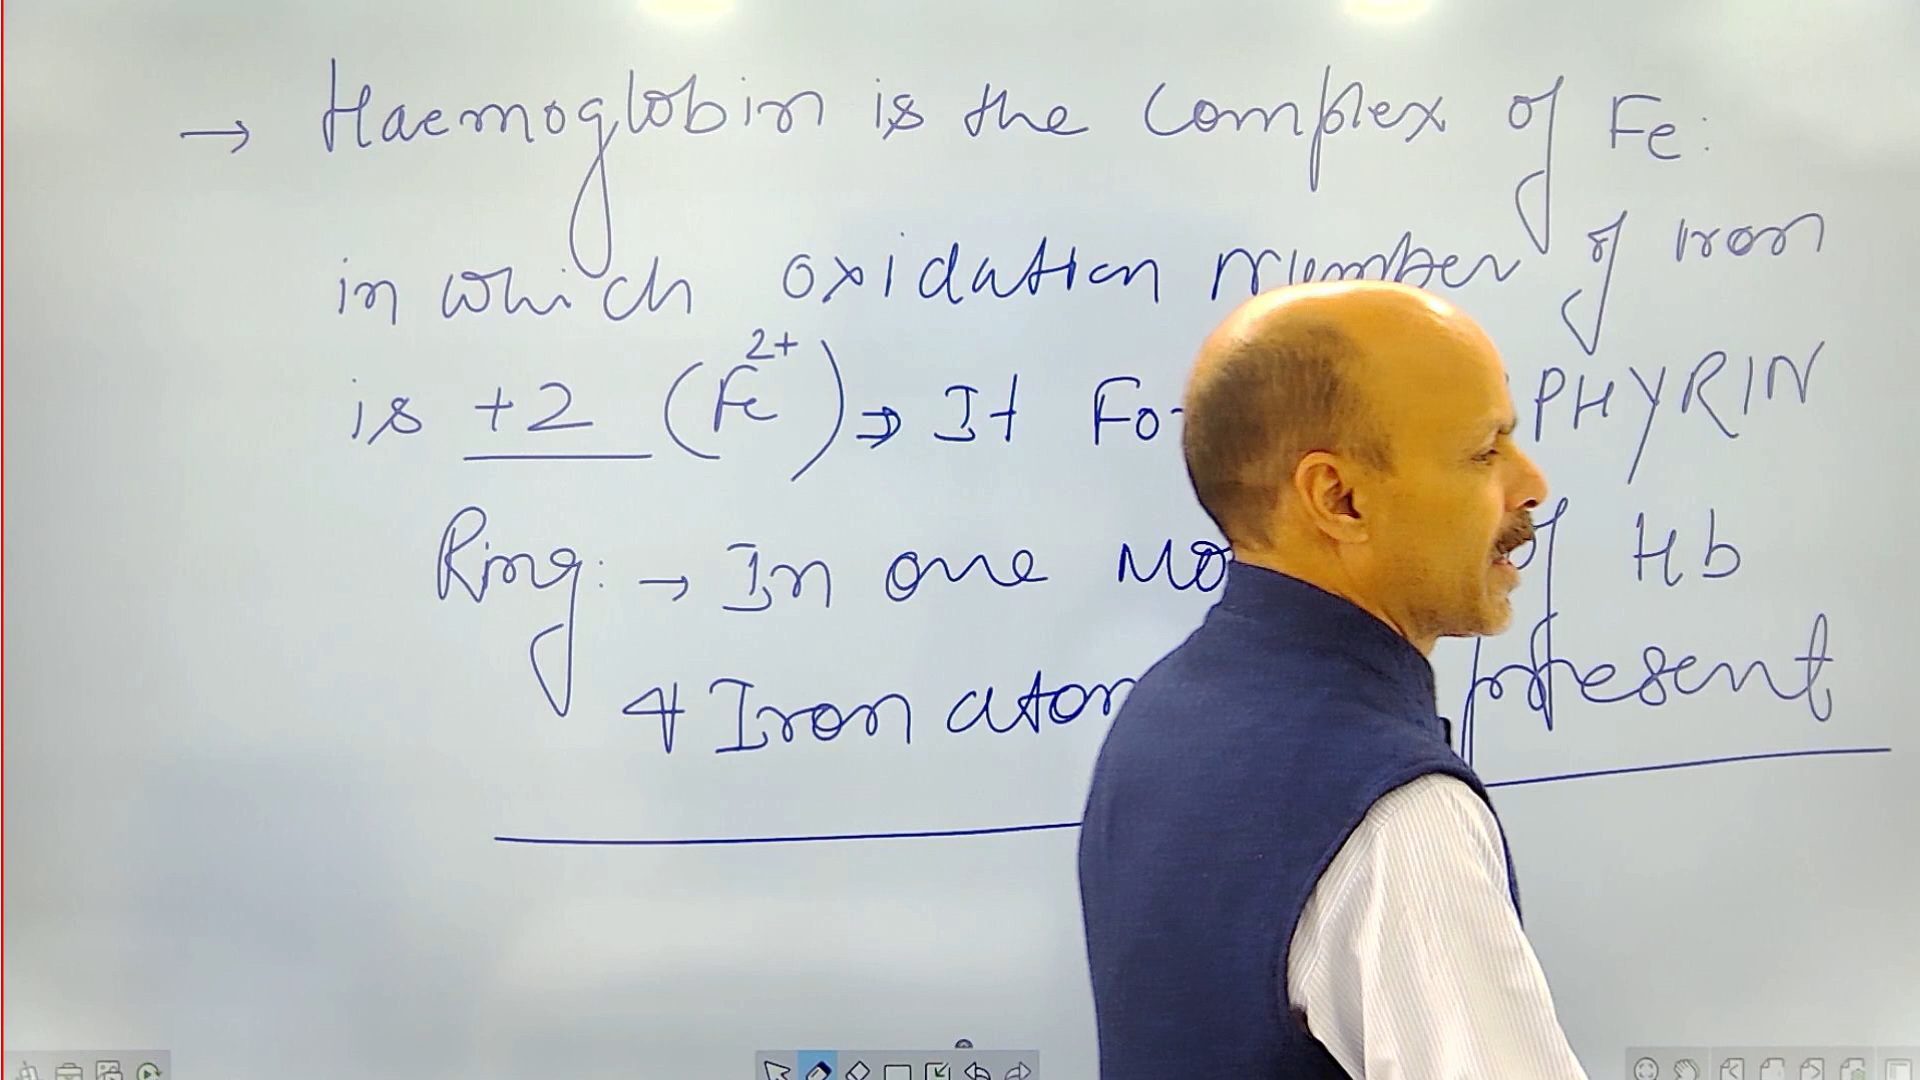 → Haemoglobin is the complex of Fe:
in which oxidation number of iron
is +2 (Fe2+) ⇒ It Fo PHYRIN
Ring: → In one Mo of Hb
4 Iron atom present